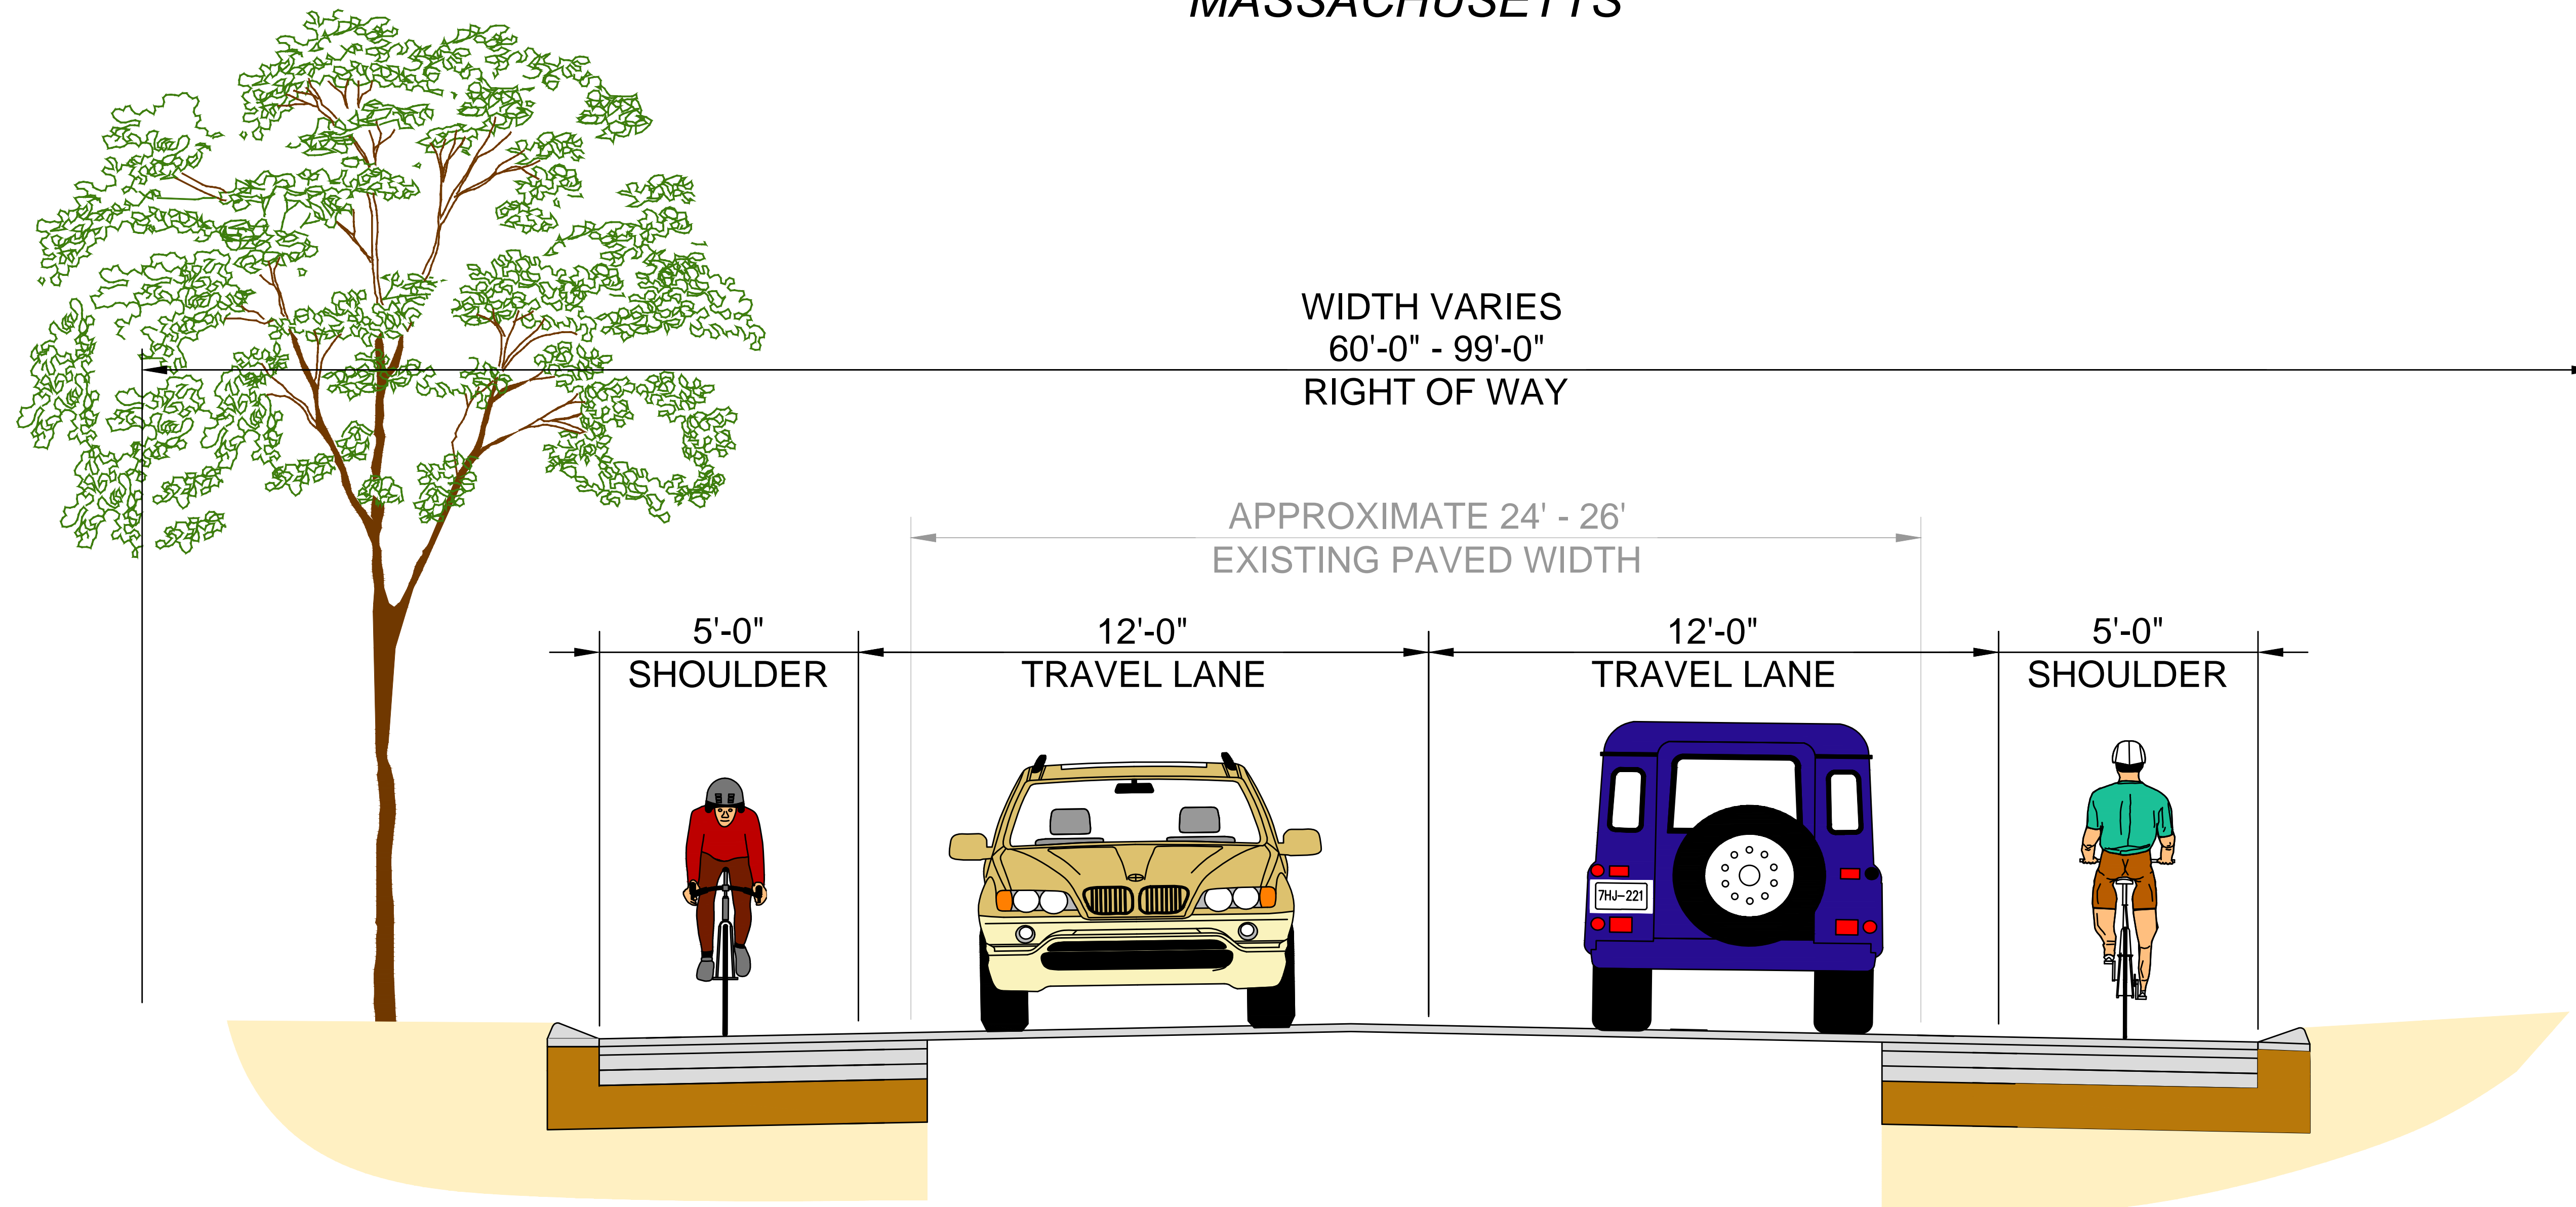 MASSACHUSETTS
WIDTH VARIES
60'-0" - 99'-0"
RIGHT OF WAY
APPROXIMATE 24' - 26'
EXISTING PAVED WIDTH
5'-0" 12'-0" 12'-0" 5'-0"
SHOULDER TRAVEL LANE TRAVEL LANE SHOULDER
7HJ-221